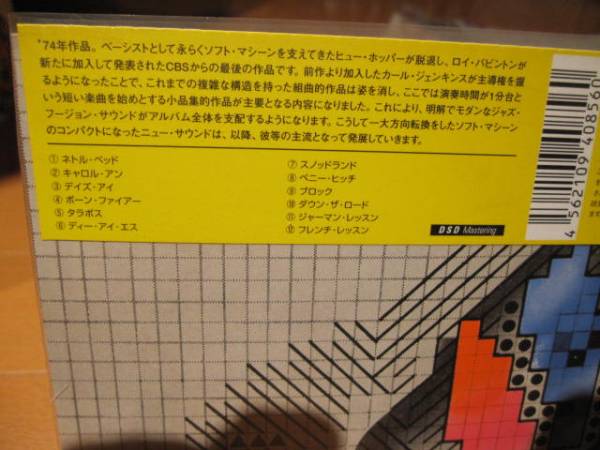 '74年作品。ベーシストとして永らくソフト・マシーンを支えてきたヒュー・ホッパーが脱退し、ロイ・バビントンが
新たに加入して発表されたCBSからの最後の作品です。前作より加入したカール・ジェンキンスが主導権を握
るようになったことで、これまでの複雑な構造を持った組曲的作品は姿を消し、ここでは演奏時間が1分台と
いう短い楽曲を始めとする小品集的作品が主要となる内容になりました。これにより、明解でモダンなジャズ・
フージョン・サウンドがアルバム全体を支配するようになります。こうして一大方向転換をしたソフト・マシーン
のコンパクトになったニュー・サウンドは、以降、彼等の主流となって発展していきます。
① ネトル・ベッド
② キャロル・アン
③ デイズ・アイ
④ ボーン・ファイアー
⑤ タラボス
⑥ ディー・アイ・エス
⑦ スノッドランド
⑧ ペニー・ヒッチ
⑨ ブロック
⑩ ダウン・ザ・ロード
⑪ ジャーマン・レッスン
⑫ フレンチ・レッスン
DSD Mastering
4 562109 408560